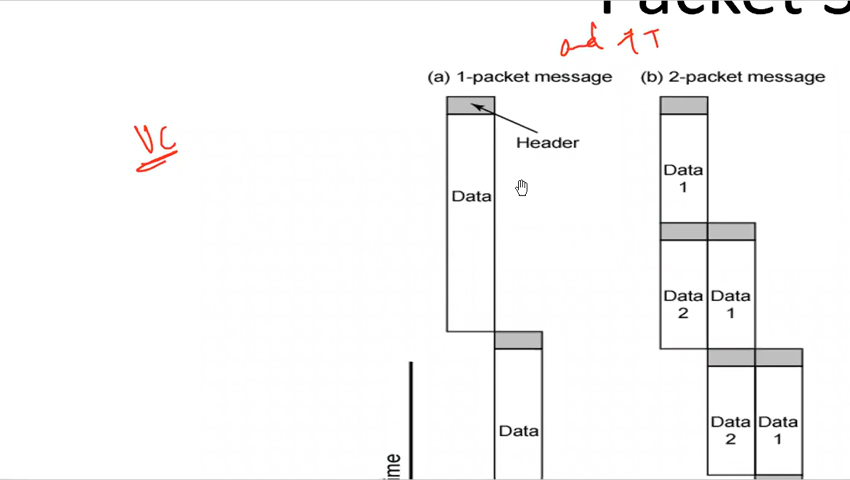 Packet S
(a) 1-packet message
(b) 2-packet message
VC
Header
Data
Data
1
Data
2
Data
1
Data
Data
2
Data
1
ime